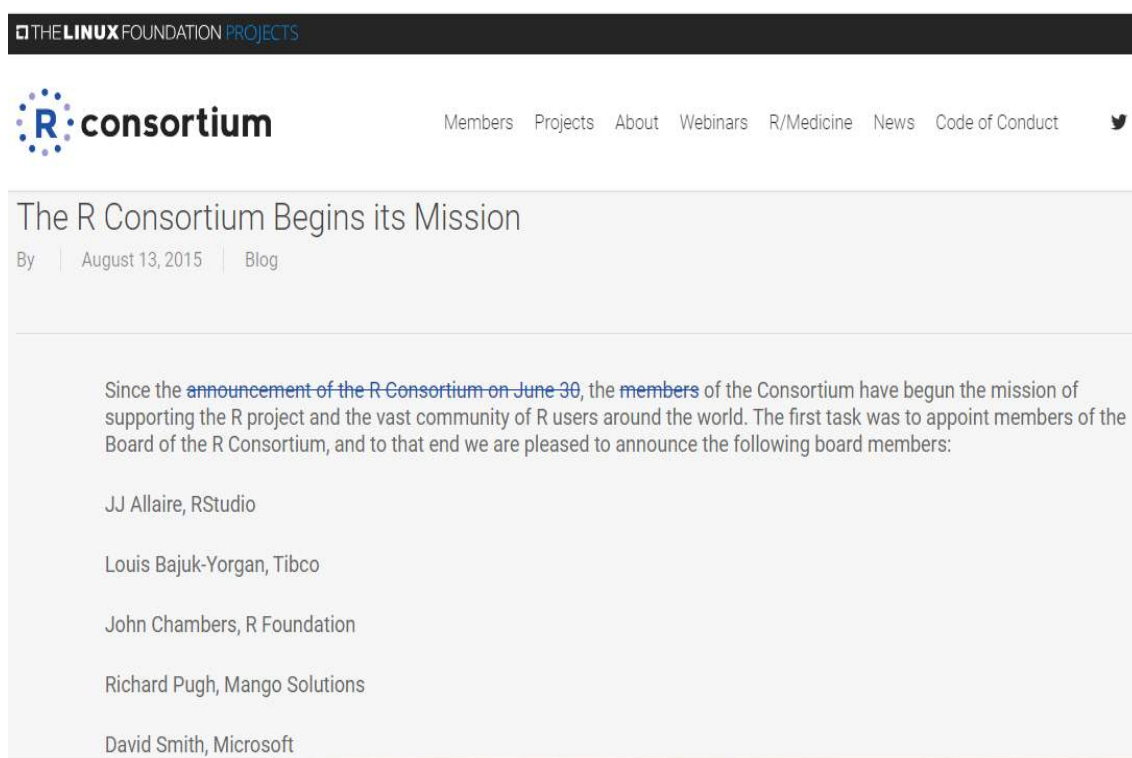 THE LINUX FOUNDATION PROJECTS
R consortium
Members Projects About Webinars R/Medicine News Code of Conduct
The R Consortium Begins its Mission
By August 13, 2015 Blog
Since the announcement of the R Consortium on June 30, the members of the Consortium have begun the mission of
supporting the R project and the vast community of R users around the world. The first task was to appoint members of the
Board of the R Consortium, and to that end we are pleased to announce the following board members:
JJ Allaire, RStudio
Louis Bajuk-Yorgan, Tibco
John Chambers, R Foundation
Richard Pugh, Mango Solutions
David Smith, Microsoft